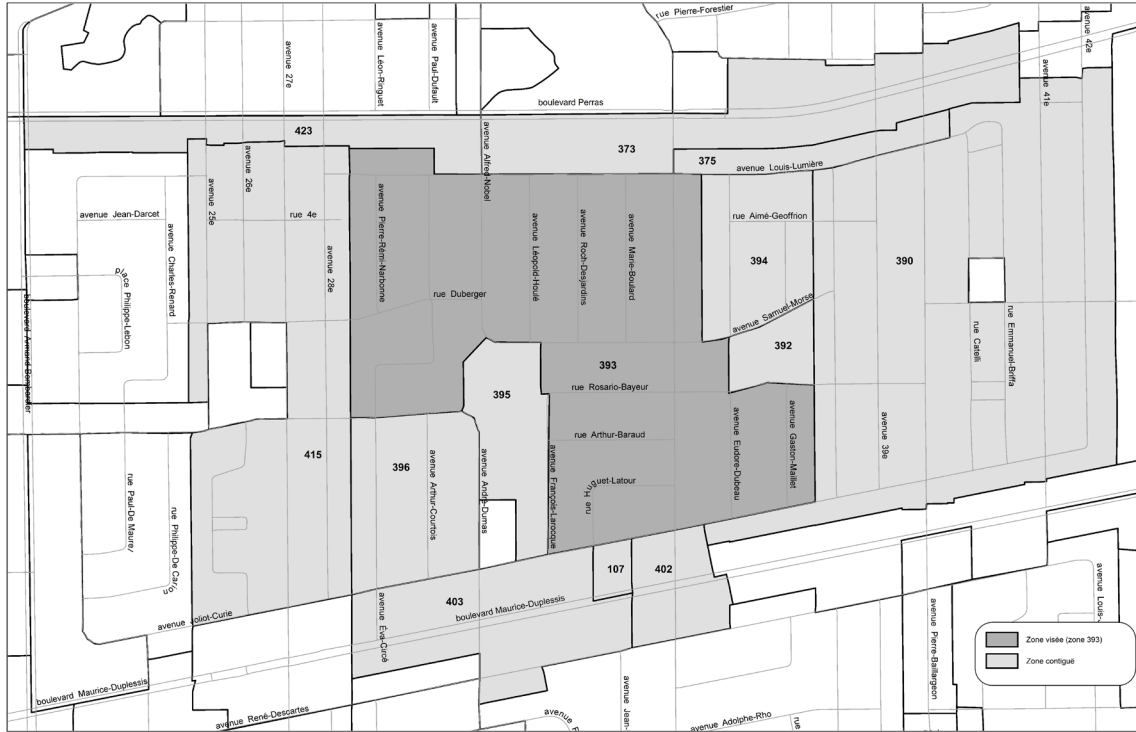 rue Pierre-Forestier
avenue 42e
avenue 27e
avenue Léon-Ringuet
avenue Paul-Dufault
avenue 41e
boulevard Perras
423
373
375
avenue Louis-Lumière
avenue Alfred-Nobel
avenue 26e
avenue 25e
avenue Jean-Darcet
rue 4e
avenue Charles-Renard
avenue 28e
avenue Pierre-Rémi-Narbonne
avenue Léopold-Houlé
avenue Roch-Desjardins
avenue Marie-Boulard
rue Aimé-Geoffrion
394
390
place Philippe-Lebon
boulevard Armand-Bombardier
rue Duberger
avenue Samuel-Morse
392
rue Catelli
rue Emmanuel-Briffa
393
rue Rosario-Bayeur
395
avenue Eudore-Dubeau
avenue Gaston-Maillet
avenue 39e
rue Arthur-Baraud
415
396
avenue Arthur-Courtois
avenue André-Dumas
avenue François-Larocque
rue Huguet-Latour
rue Paul-De Maurey
rue Philippe-De Carion
107
402
403
boulevard Maurice-Duplessis
avenue Joliot-Curie
avenue Éva-Circé
avenue Pierre-Baillargeon
avenue Louis-
Zone visée (zone 393)
Zone contiguë
boulevard Maurice-Duplessis
avenue René-Descartes
avenue
avenue Jean-
avenue Adolphe-Rho
rue